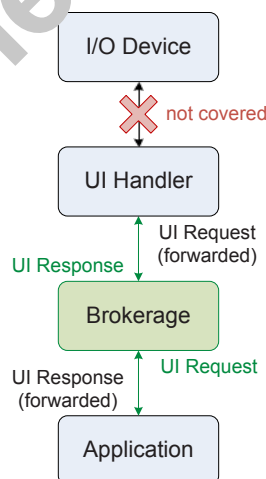 I/O Device
not covered
UI Handler
UI Request
(forwarded)
UI Response
Brokerage
UI Request
UI Response
(forwarded)
Application